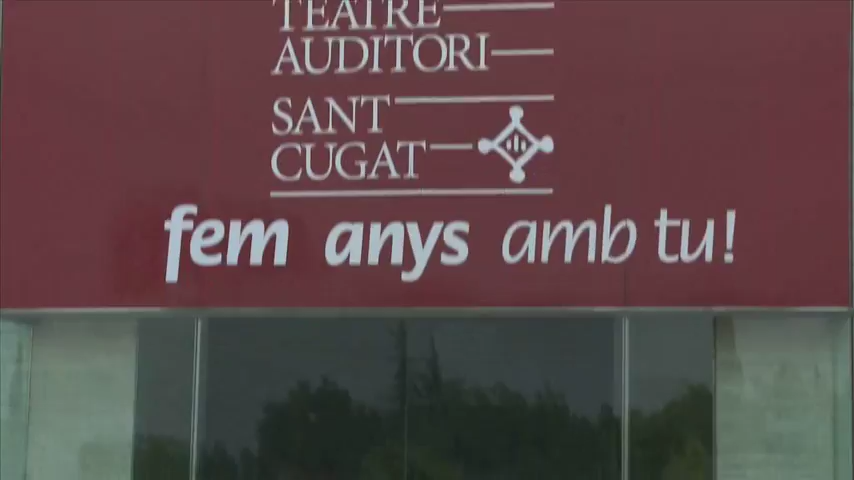 TEATRE
AUDITORI
SANT
CUGAT
fem anys amb tu!